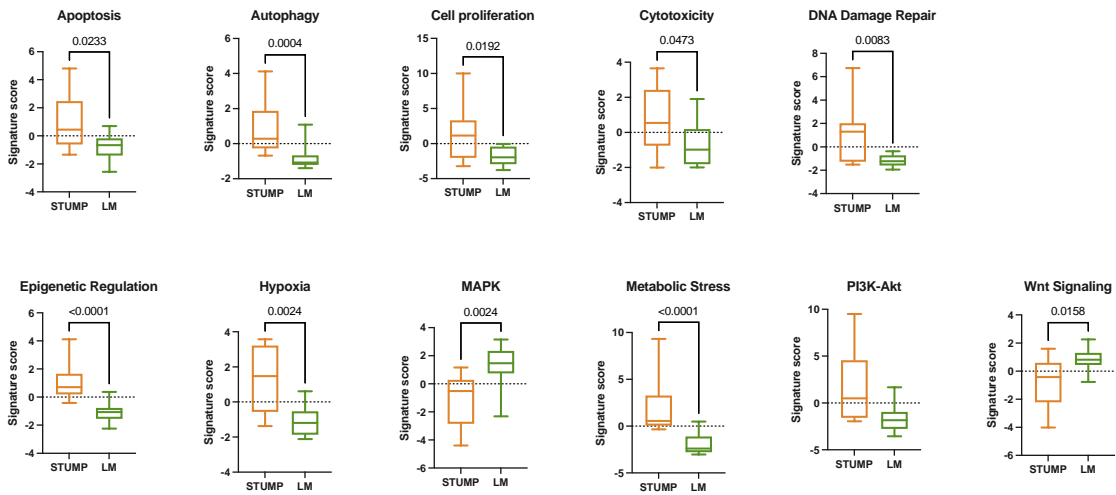 Apoptosis
0.0233
Signature score
6
4
2
0
-2
-4
STUMP LM
Autophagy
0.0004
Signature score
6
4
2
0
-2
STUMP LM
Cell proliferation
0.0192
Signature score
15
10
5
0
-5
STUMP LM
Cytotoxicity
0.0473
Signature score
6
4
2
0
-2
-4
STUMP LM
DNA Damage Repair
0.0083
Signature score
8
6
4
2
0
-2
-4
STUMP LM
Epigenetic Regulation
<0.0001
Signature score
6
4
2
0
-2
-4
STUMP LM
Hypoxia
0.0024
Signature score
4
2
0
-2
-4
STUMP LM
MAPK
0.0024
Signature score
6
4
2
0
-2
-4
-6
STUMP LM
Metabolic Stress
<0.0001
Signature score
10
5
0
-5
STUMP LM
PI3K-Akt
Signature score
10
5
0
-5
STUMP LM
Wnt Signaling
0.0158
Signature score
4
2
0
-2
-4
-6
STUMP LM